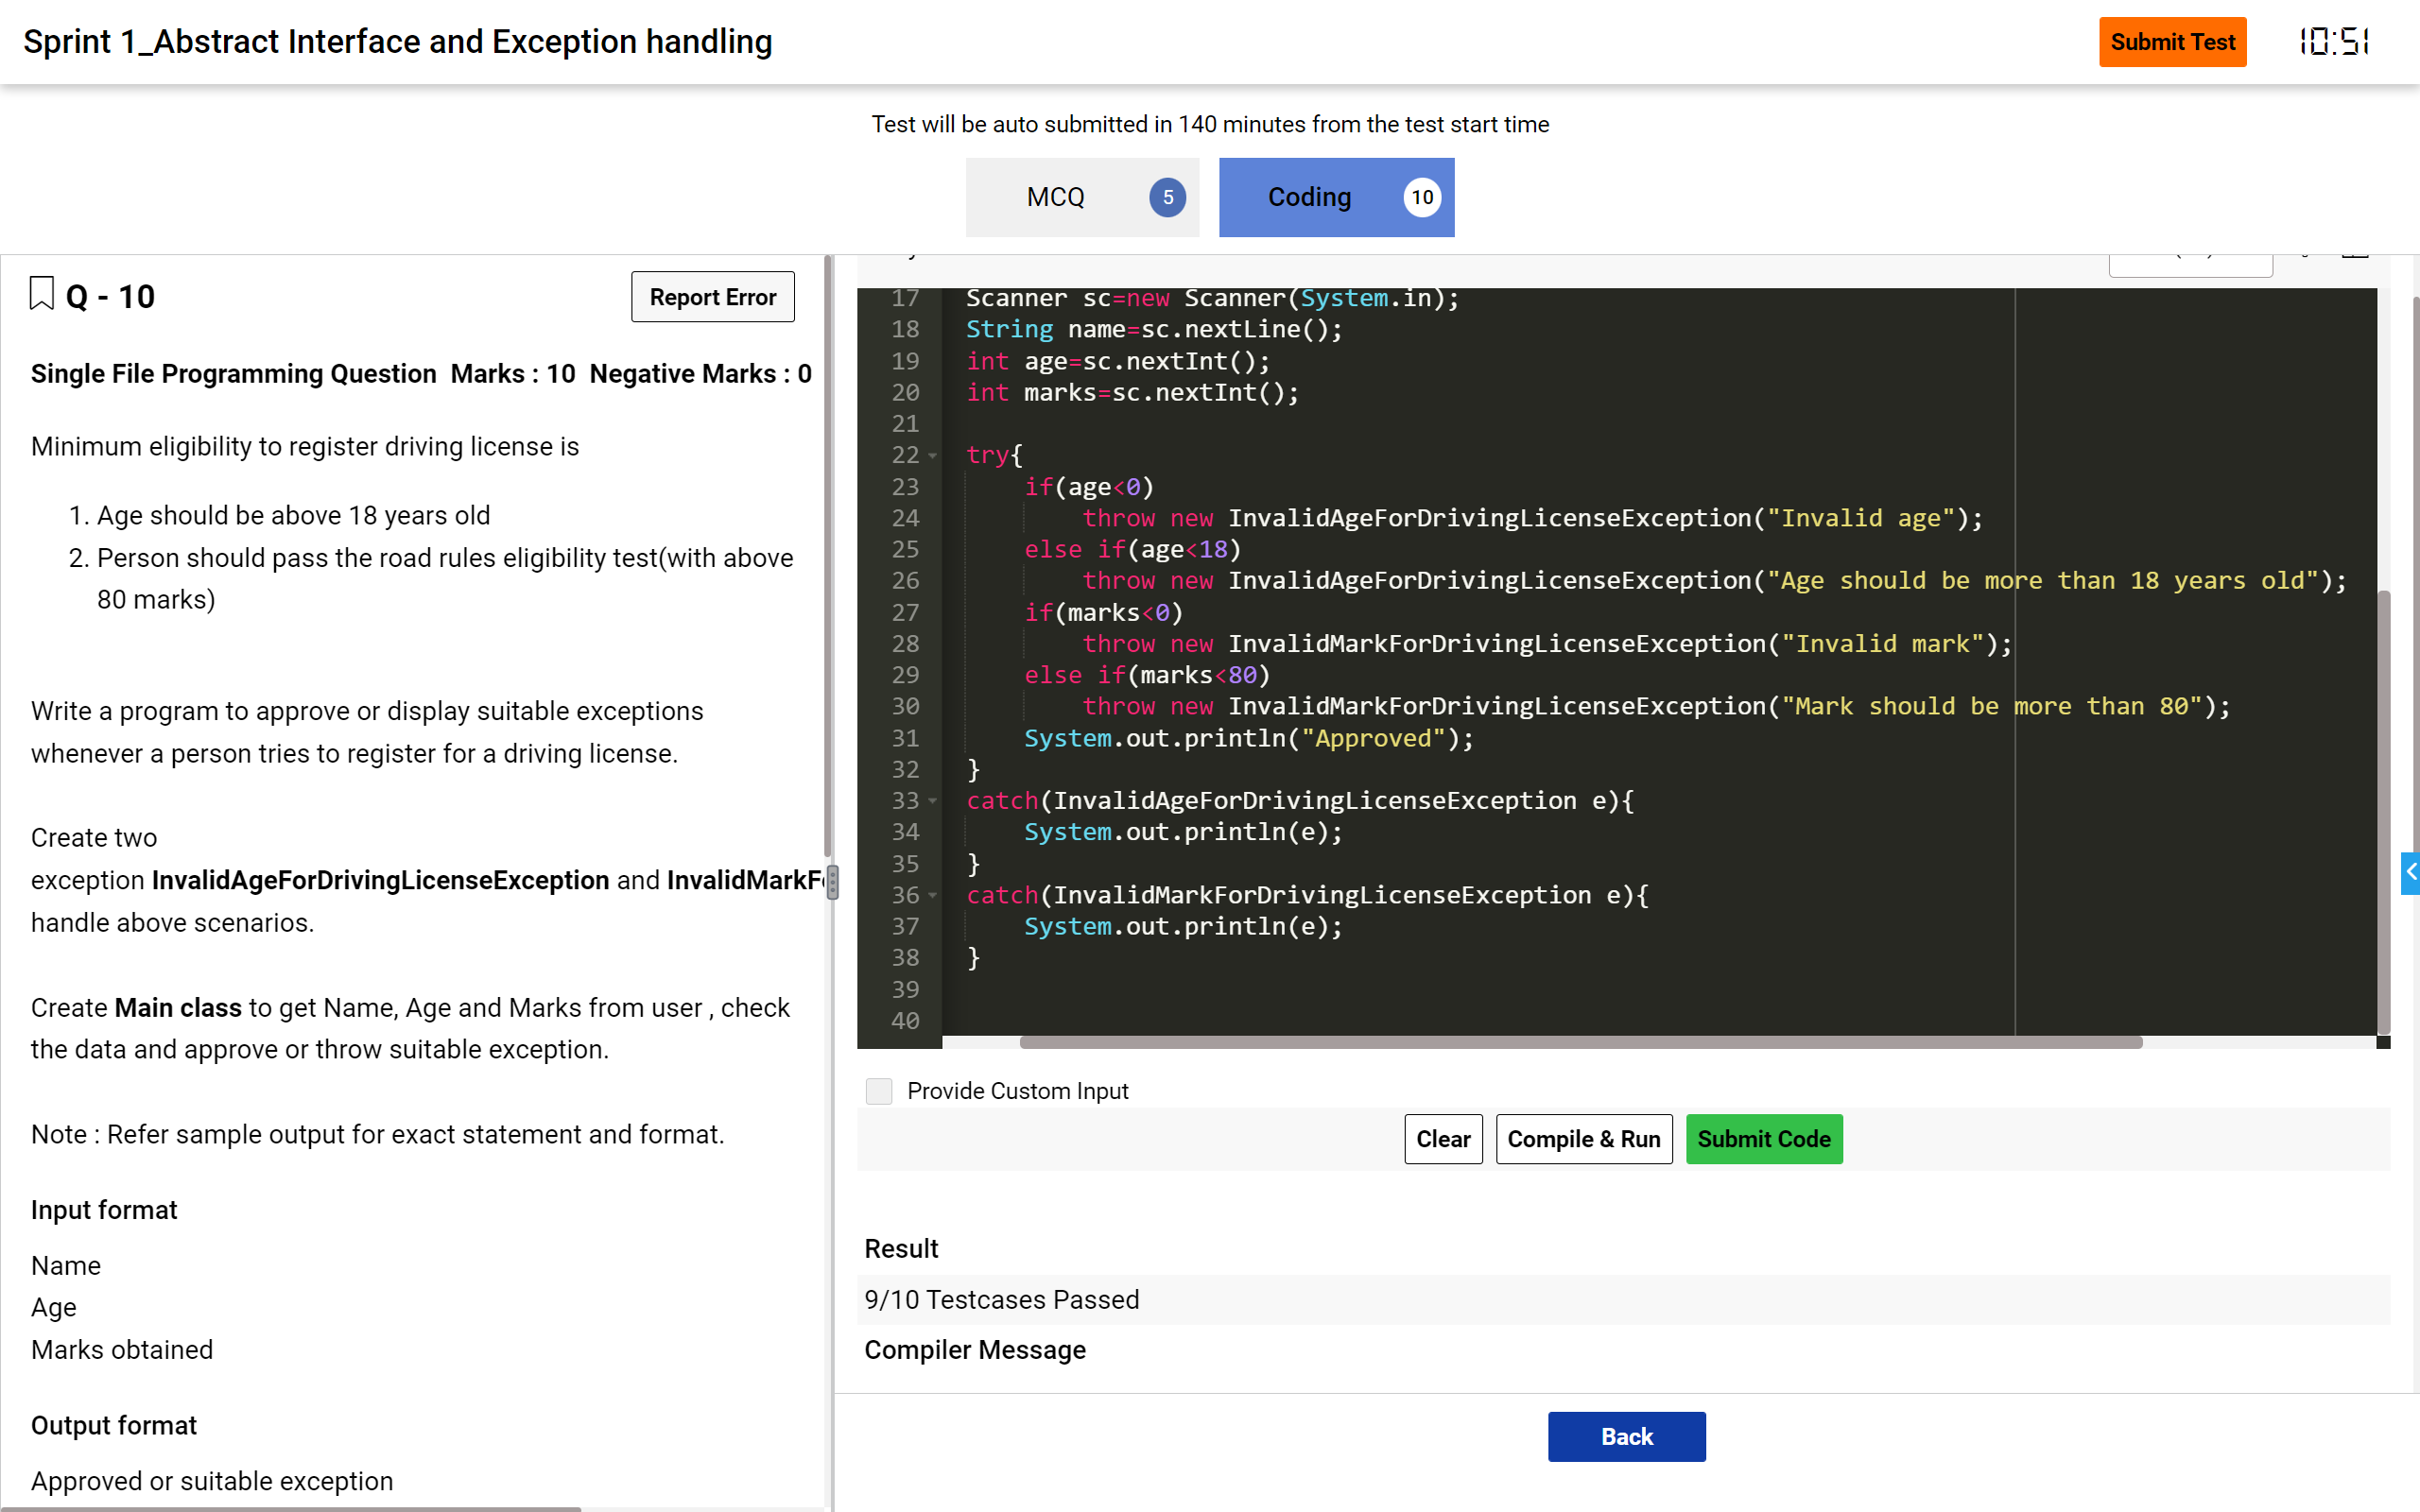 Sprint 1_Abstract Interface and Exception handling
Submit Test
10:51
Test will be auto submitted in 140 minutes from the test start time
MCQ 5
Coding 10
Q - 10
Report Error
Single File Programming Question Marks : 10 Negative Marks : 0
Minimum eligibility to register driving license is
1. Age should be above 18 years old
2. Person should pass the road rules eligibility test(with above
80 marks)
Write a program to approve or display suitable exceptions
whenever a person tries to register for a driving license.
Create two
exception InvalidAgeForDrivingLicenseException and InvalidMarkF
handle above scenarios.
Create Main class to get Name, Age and Marks from user , check
the data and approve or throw suitable exception.
Note : Refer sample output for exact statement and format.
Input format
Name
Age
Marks obtained
Output format
Approved or suitable exception
17 Scanner sc=new Scanner(System.in);
18 String name=sc.nextLine();
19 int age=sc.nextInt();
20 int marks=sc.nextInt();
21
22 try{
23 if(age<0)
24 throw new InvalidAgeForDrivingLicenseException("Invalid age");
25 else if(age<18)
26 throw new InvalidAgeForDrivingLicenseException("Age should be more than 18 years old");
27 if(marks<0)
28 throw new InvalidMarkForDrivingLicenseException("Invalid mark");
29 else if(marks<80)
30 throw new InvalidMarkForDrivingLicenseException("Mark should be more than 80");
31 System.out.println("Approved");
32 }
33 catch(InvalidAgeForDrivingLicenseException e){
34 System.out.println(e);
35 }
36 catch(InvalidMarkForDrivingLicenseException e){
37 System.out.println(e);
38 }
39
40
Provide Custom Input
Clear
Compile & Run
Submit Code
Result
9/10 Testcases Passed
Compiler Message
Back